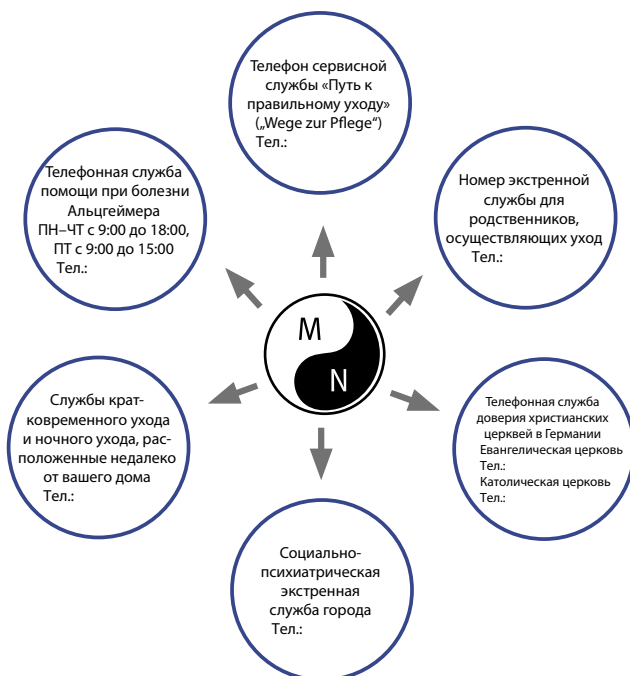 Телефон сервисной
службы «Путь к
правильному уходу»
(„Wege zur Pflege“)
Тел.:
Телефонная служба
помощи при болезни
Альцгеймера
ПН–ЧТ с 9:00 до 18:00,
ПТ с 9:00 до 15:00
Тел.:
Номер экстренной
службы для
родственников,
осуществляющих уход
Тел.:
M
N
Службы крат-
ковременного ухода
и ночного ухода, рас-
положенные недалеко
от вашего дома
Тел.:
Телефонная служба
доверия христианских
церквей в Германии
Евангелическая церковь
Тел.:
Католическая церковь
Тел.:
Социально-
психиатрическая
экстренная
служба города
Тел.: